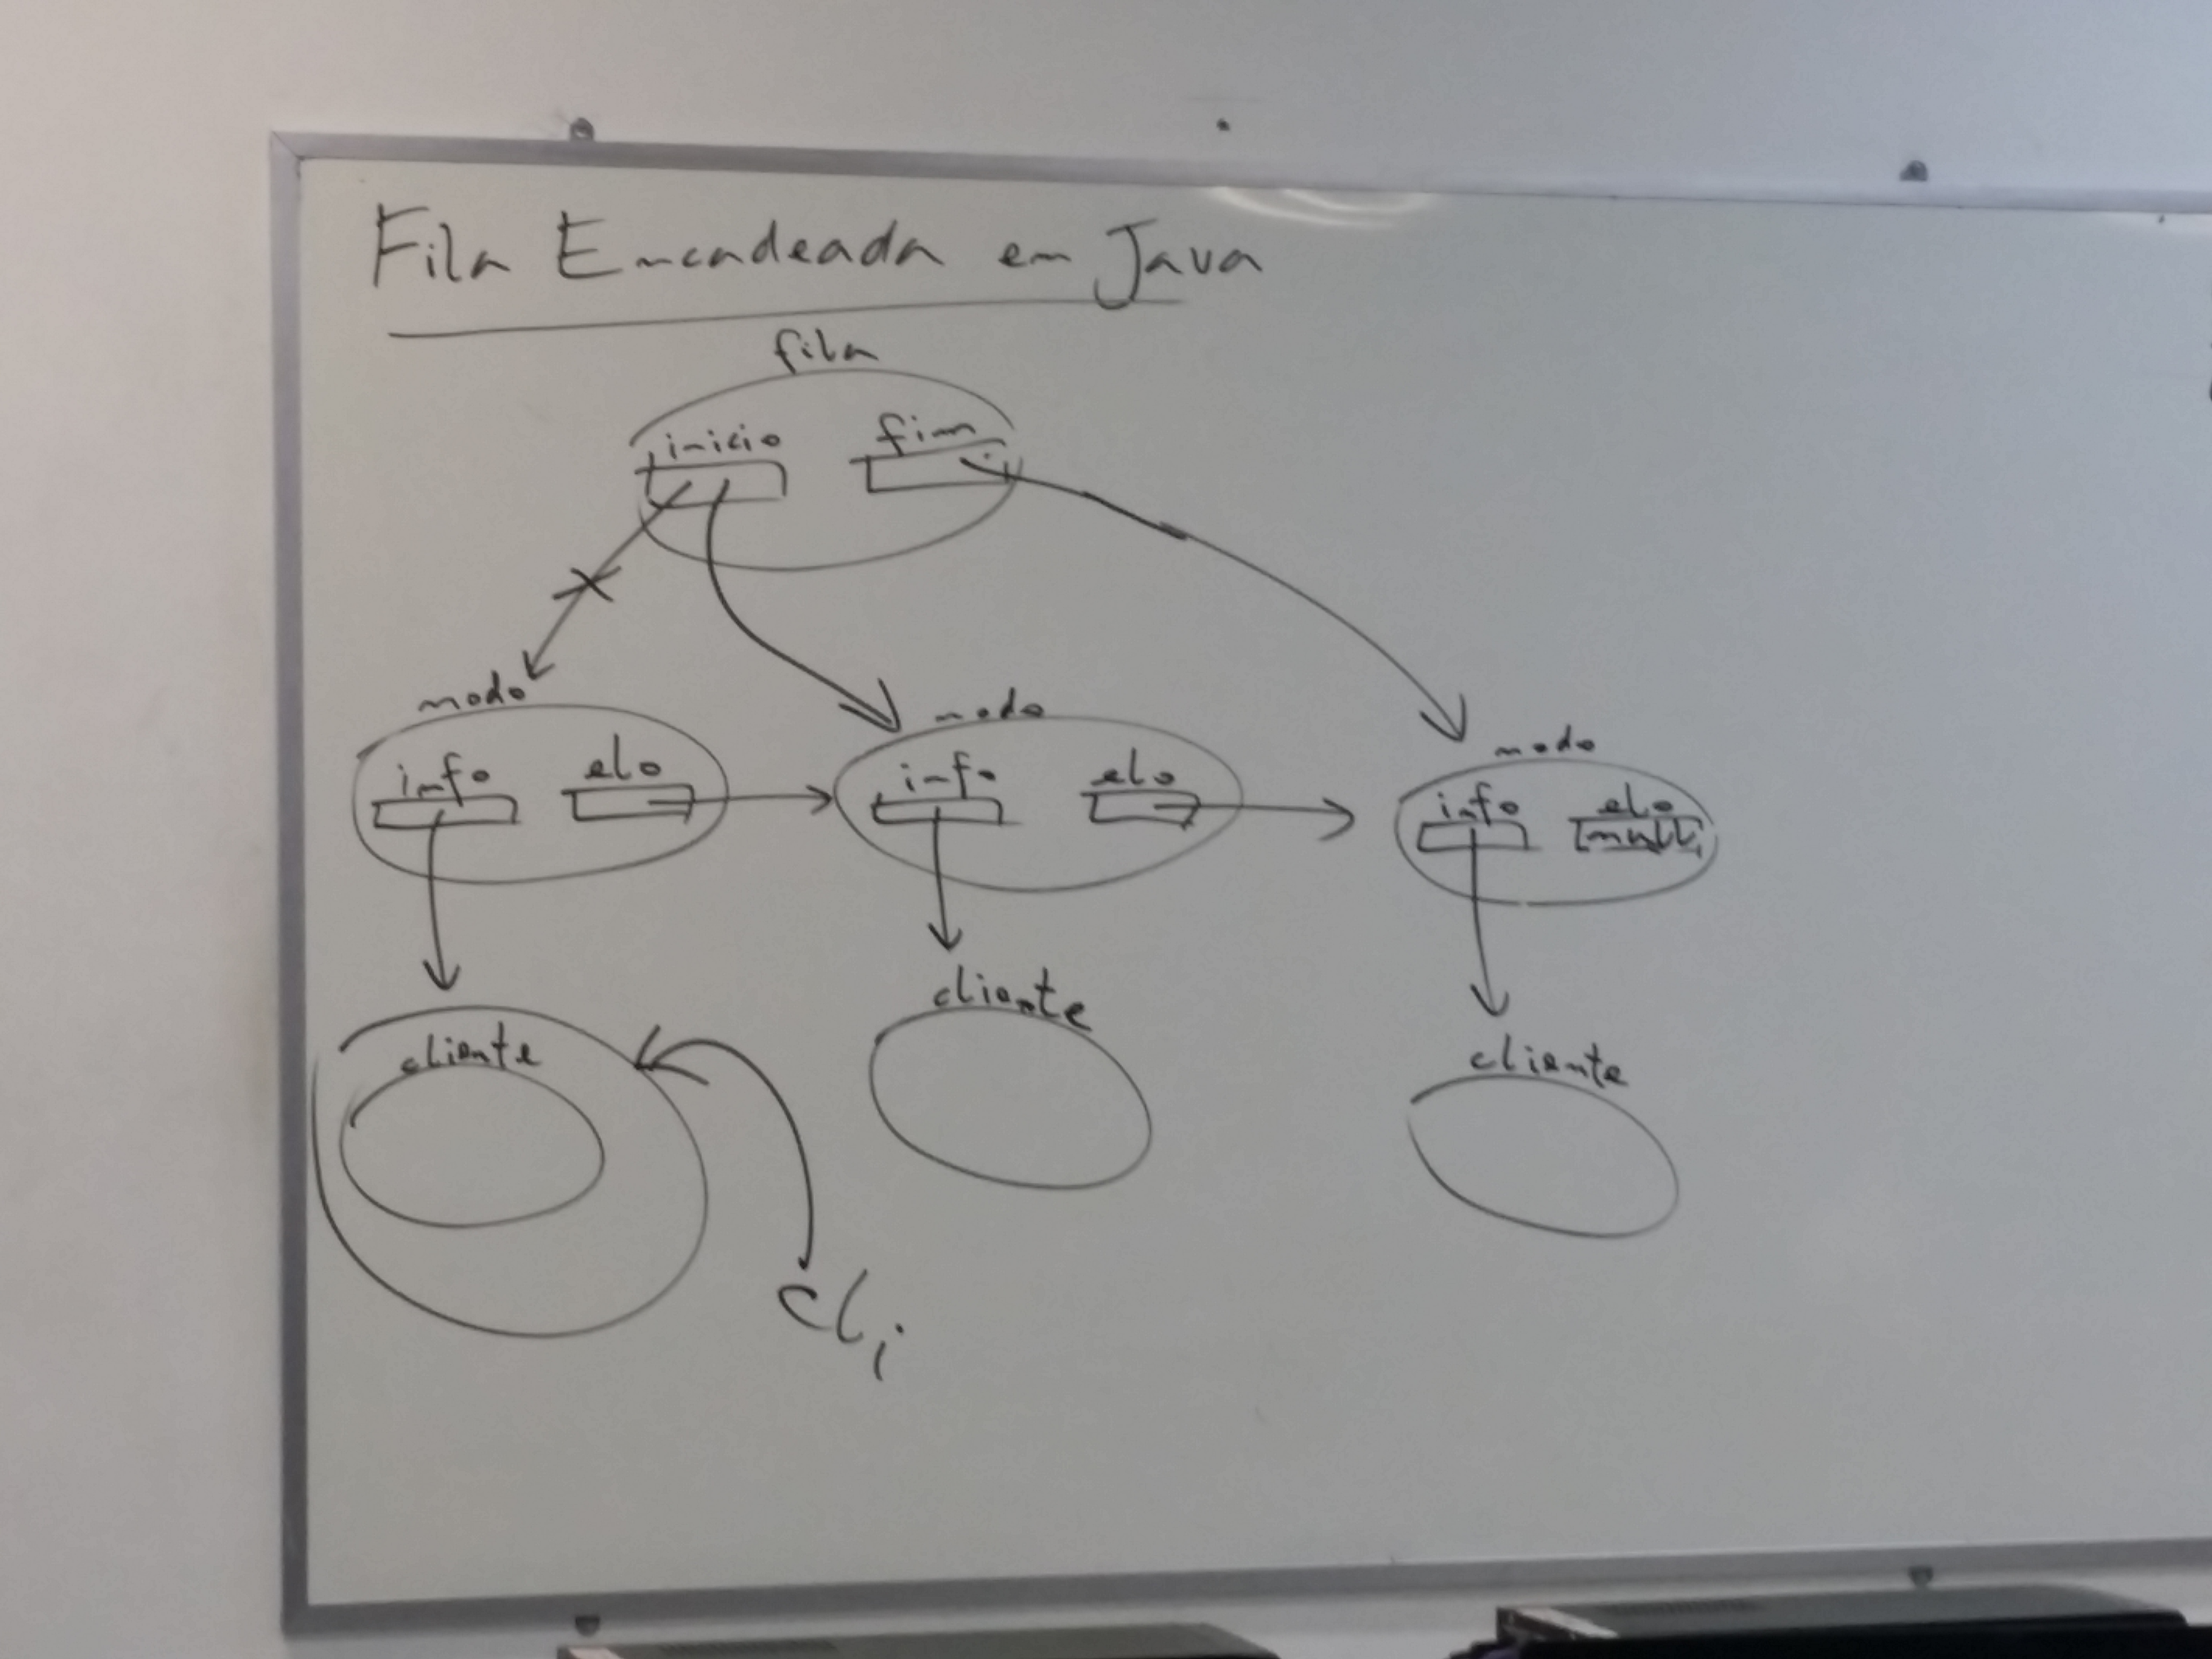 Fila Encadeada em Java
fila
inicio fim
nodo nodo nodo
info elo info elo info elo
null
cliente cliente cliente
cli